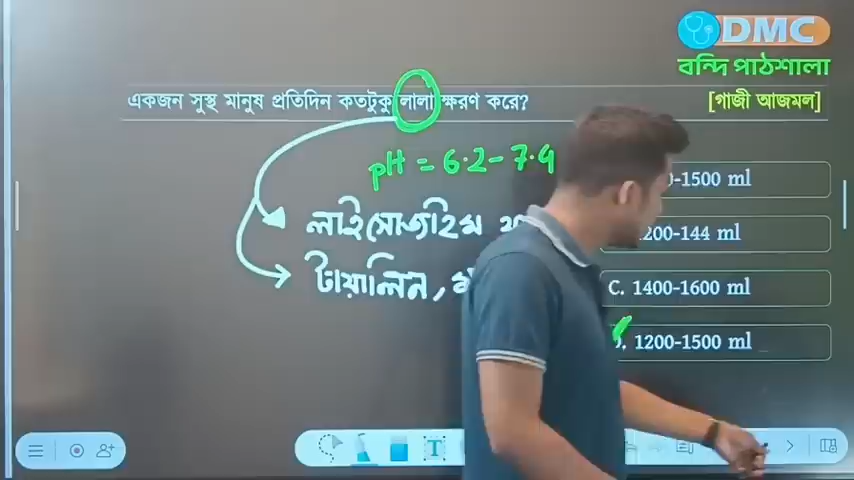 DMC
বন্দি পাঠশালা
একজন সুস্থ মানুষ প্রতিদিন কতটুকু লালা ক্ষরণ করে?
[গাজী আজমল]
pH = 6.2-7.4
-1500 ml
লাইসোজাইম
200-144 ml
টায়ালিন,
C. 1400-1600 ml
D. 1200-1500 ml